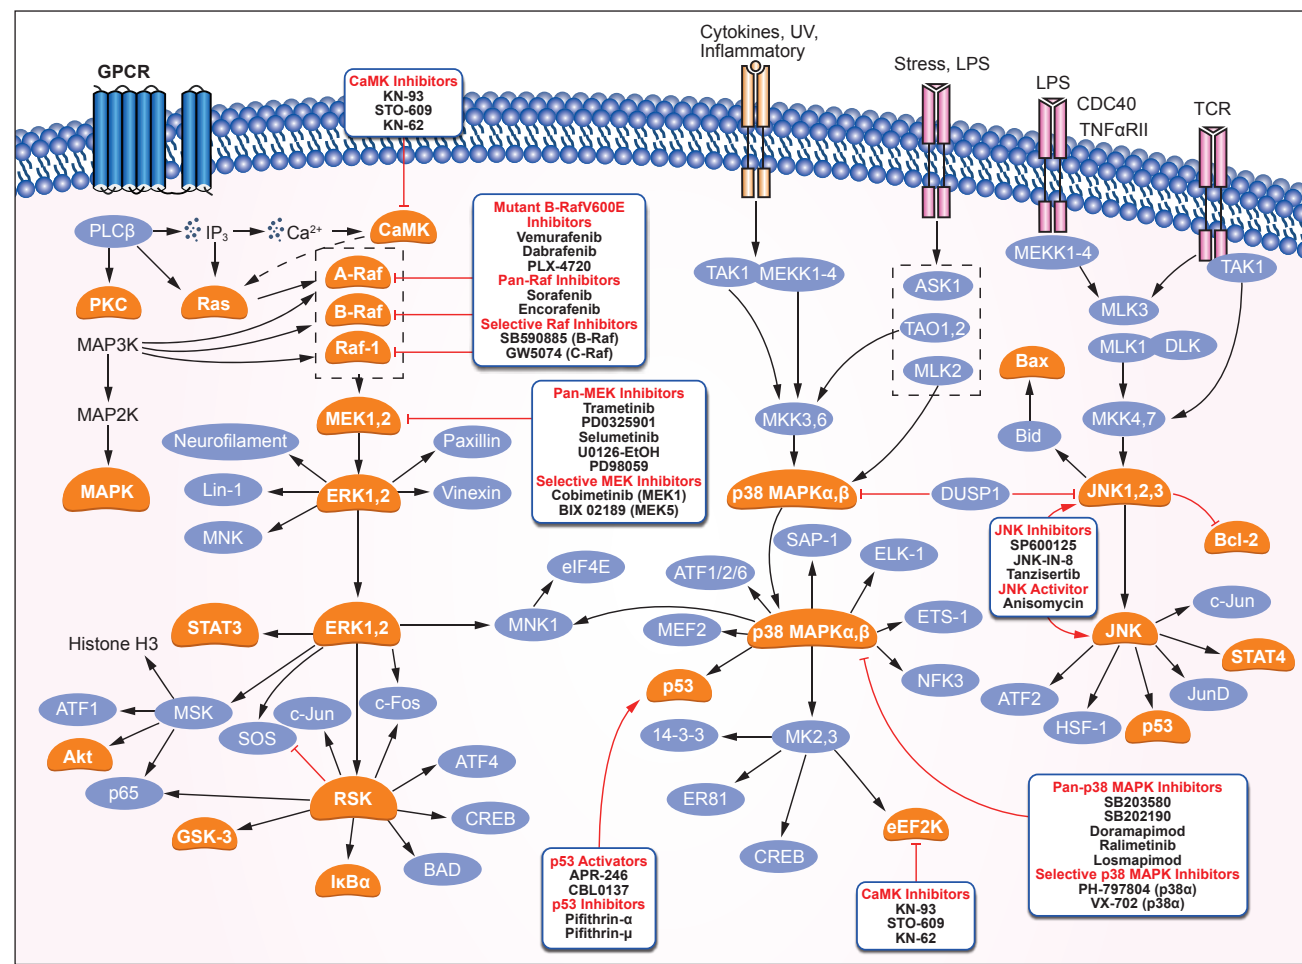 GPCR
CaMK Inhibitors
KN-93
STO-609
KN-62
Cytokines, UV,
Inflammatory
Stress, LPS
LPS
CDC40
TNFαRII
TCR
PLCβ
IP3
Ca2+
CaMK
PKC
Ras
A-Raf
B-Raf
Raf-1
Mutant B-RafV600E
Inhibitors
Vemurafenib
Dabrafenib
PLX-4720
Pan-Raf Inhibitors
Sorafenib
Encorafenib
Selective Raf Inhibitors
SB590885 (B-Raf)
GW5074 (C-Raf)
TAK1
MEKK1-4
ASK1
TAO1,2
MLK2
MEKK1-4
TAK1
MLK3
MLK1
DLK
Bax
MAP3K
MAP2K
MAPK
MEK1,2
Pan-MEK Inhibitors
Trametinib
PD0325901
Selumetinib
U0126-EtOH
PD98059
Selective MEK Inhibitors
Cobimetinib (MEK1)
BIX 02189 (MEK5)
MKK3,6
Bid
MKK4,7
Neurofilament
Paxillin
Lin-1
ERK1,2
Vinexin
MNK
p38 MAPKα,β
DUSP1
JNK1,2,3
JNK Inhibitors
SP600125
JNK-IN-8
Tanzisertib
JNK Activitor
Anisomycin
Bcl-2
SAP-1
ELK-1
ATF1/2/6
eIF4E
MNK1
MEF2
p38 MAPKα,β
ETS-1
NFK3
p53
c-Jun
JNK
STAT4
JunD
ATF2
HSF-1
p53
STAT3
ERK1,2
Histone H3
ATF1
MSK
Akt
p65
SOS
c-Jun
c-Fos
RSK
ATF4
CREB
BAD
GSK-3
IκBα
14-3-3
MK2,3
ER81
CREB
eEF2K
p53 Activators
APR-246
CBL0137
p53 Inhibitors
Pifithrin-α
Pifithrin-μ
CaMK Inhibitors
KN-93
STO-609
KN-62
Pan-p38 MAPK Inhibitors
SB203580
SB202190
Doramapimod
Ralimetinib
Losmapimod
Selective p38 MAPK Inhibitors
PH-797804 (p38α)
VX-702 (p38α)